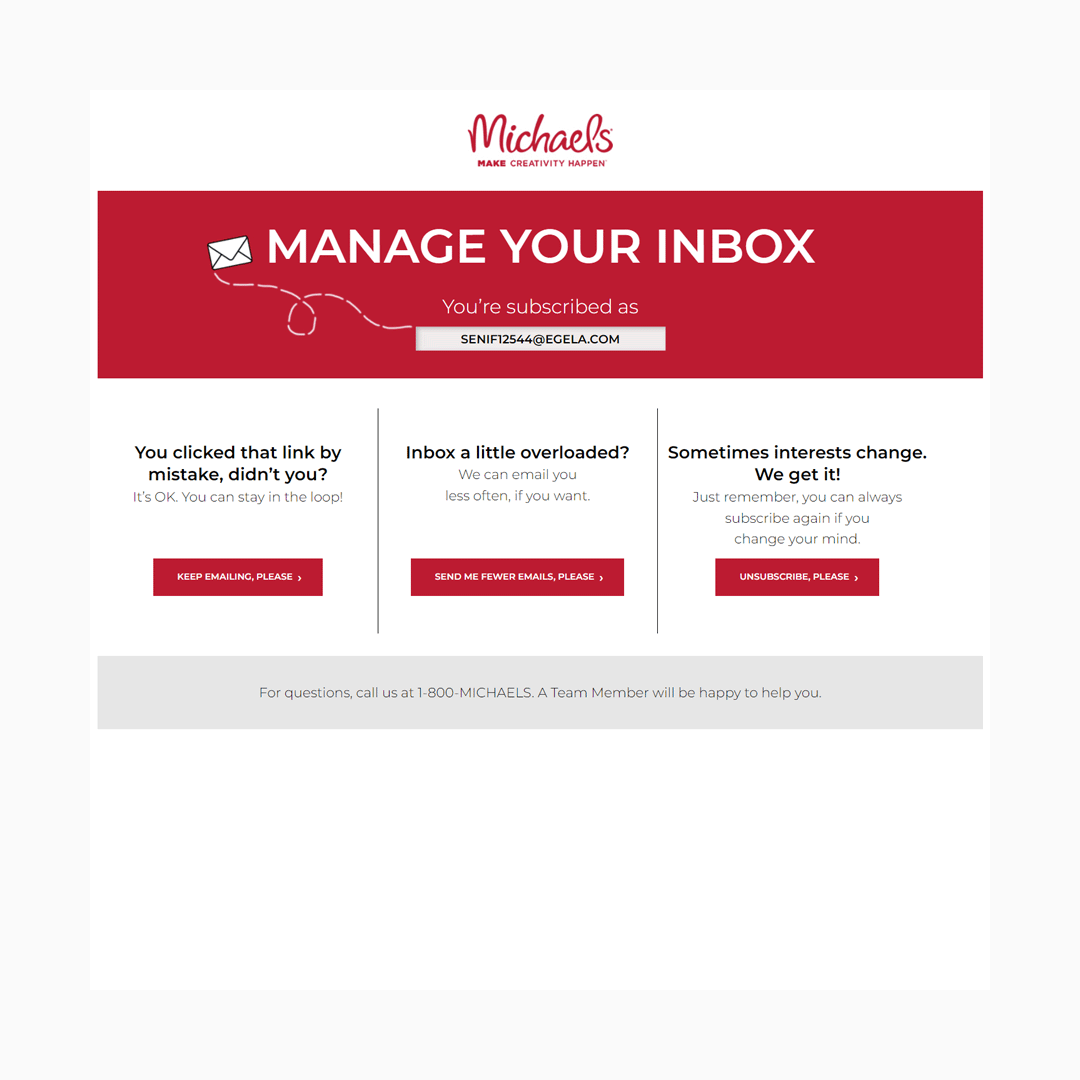 Michaels
MAKE CREATIVITY HAPPEN
MANAGE YOUR INBOX
You’re subscribed as
SENIF12544@EGELA.COM
You clicked that link by
mistake, didn’t you?
It’s OK. You can stay in the loop!
KEEP EMAILING, PLEASE ›
Inbox a little overloaded?
We can email you
less often, if you want.
SEND ME FEWER EMAILS, PLEASE ›
Sometimes interests change.
We get it!
Just remember, you can always
subscribe again if you
change your mind.
UNSUBSCRIBE, PLEASE ›
For questions, call us at 1-800-MICHAELS. A Team Member will be happy to help you.